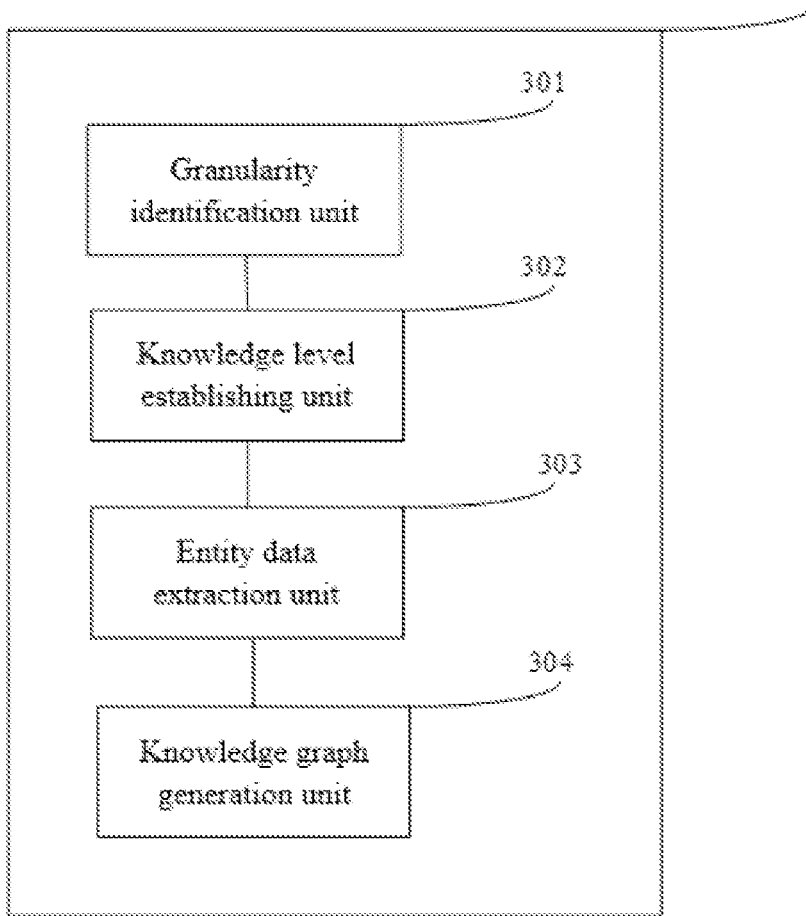 301
Granularity
identification unit
302
Knowledge level
establishing unit
303
Entity data
extraction unit
304
Knowledge graph
generation unit